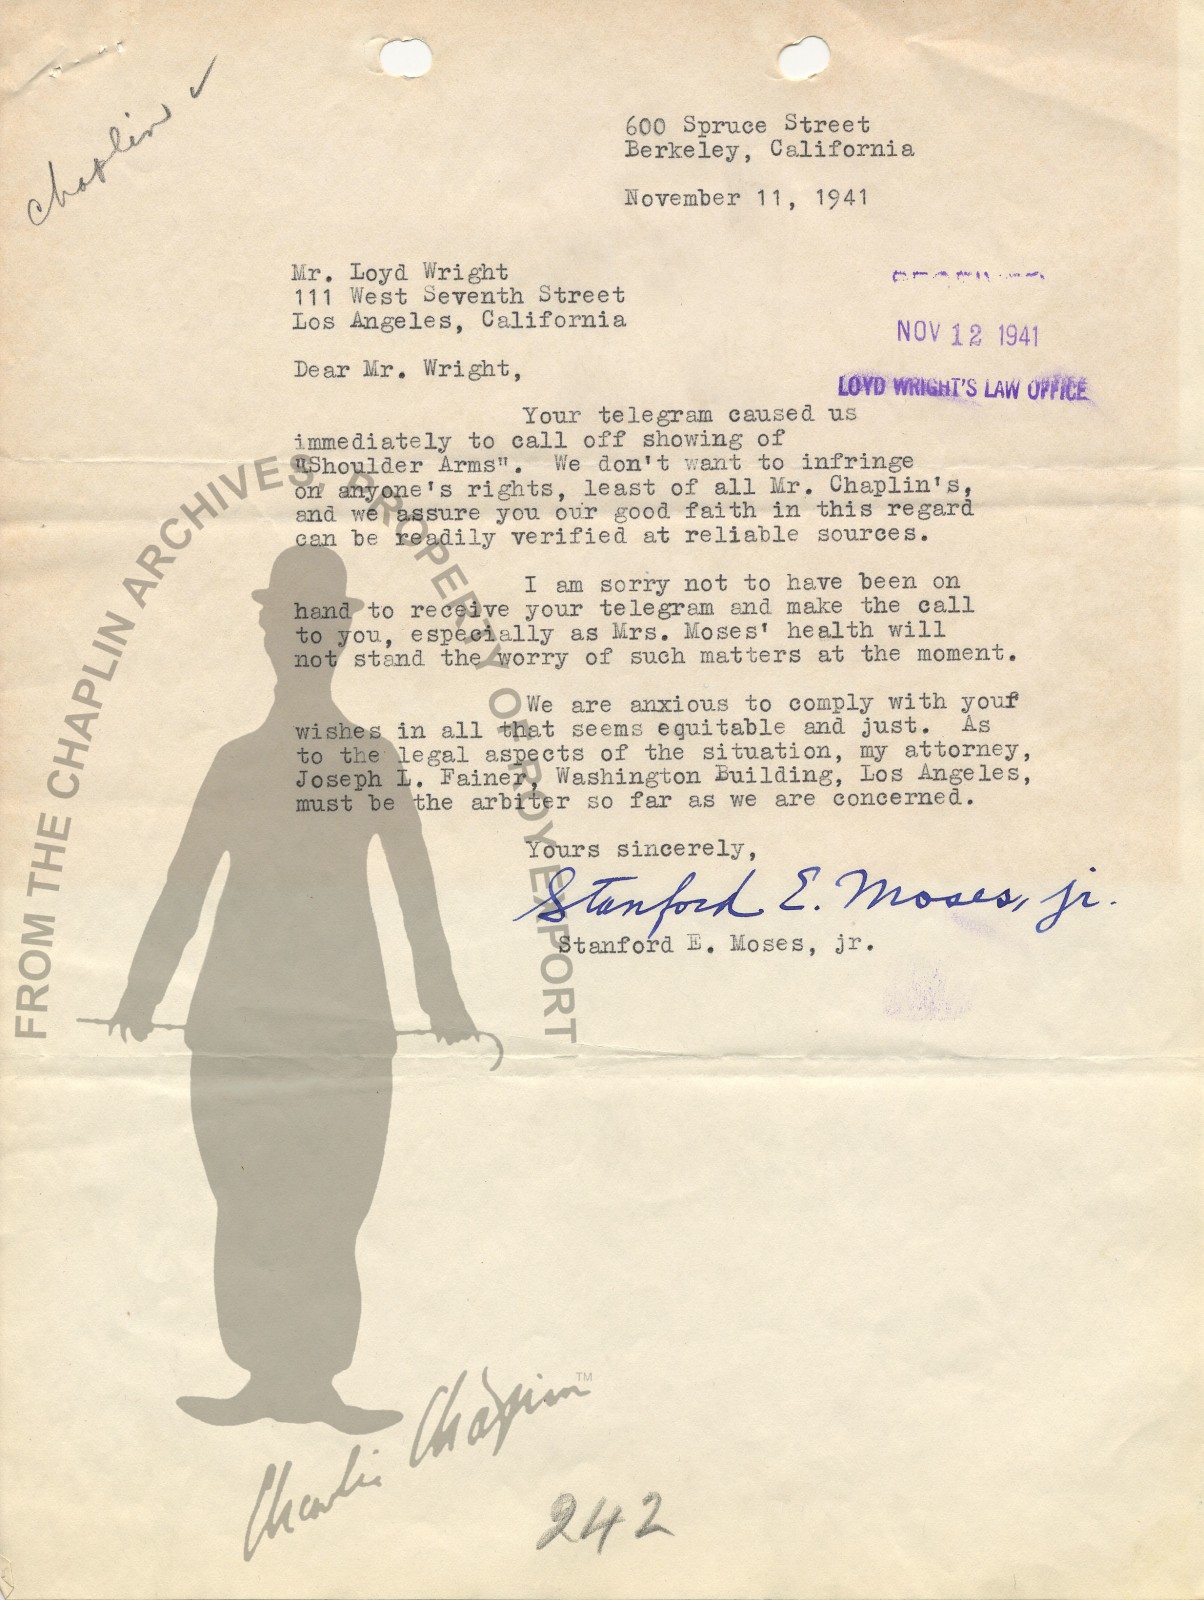 chaplin ✓
600 Spruce Street
Berkeley, California
November 11, 1941
Mr. Loyd Wright
111 West Seventh Street
Los Angeles, California
RECEIVED
NOV 12 1941
LOYD WRIGHT'S LAW OFFICE
Dear Mr. Wright,
Your telegram caused us
immediately to call off showing of
"Shoulder Arms". We don't want to infringe
on anyone's rights, least of all Mr. Chaplin's,
and we assure you our good faith in this regard
can be readily verified at reliable sources.
I am sorry not to have been on
hand to receive your telegram and make the call
to you, especially as Mrs. Moses' health will
not stand the worry of such matters at the moment.
We are anxious to comply with your
wishes in all that seems equitable and just. As
to the legal aspects of the situation, my attorney,
Joseph L. Fainer, Washington Building, Los Angeles,
must be the arbiter so far as we are concerned.
Yours sincerely,
Stanford E. Moses, jr.
Stanford E. Moses, jr.
FROM THE CHAPLIN ARCHIVES, PROPERTY OF ROY EXPORT
Charlie Chaplin TM
242